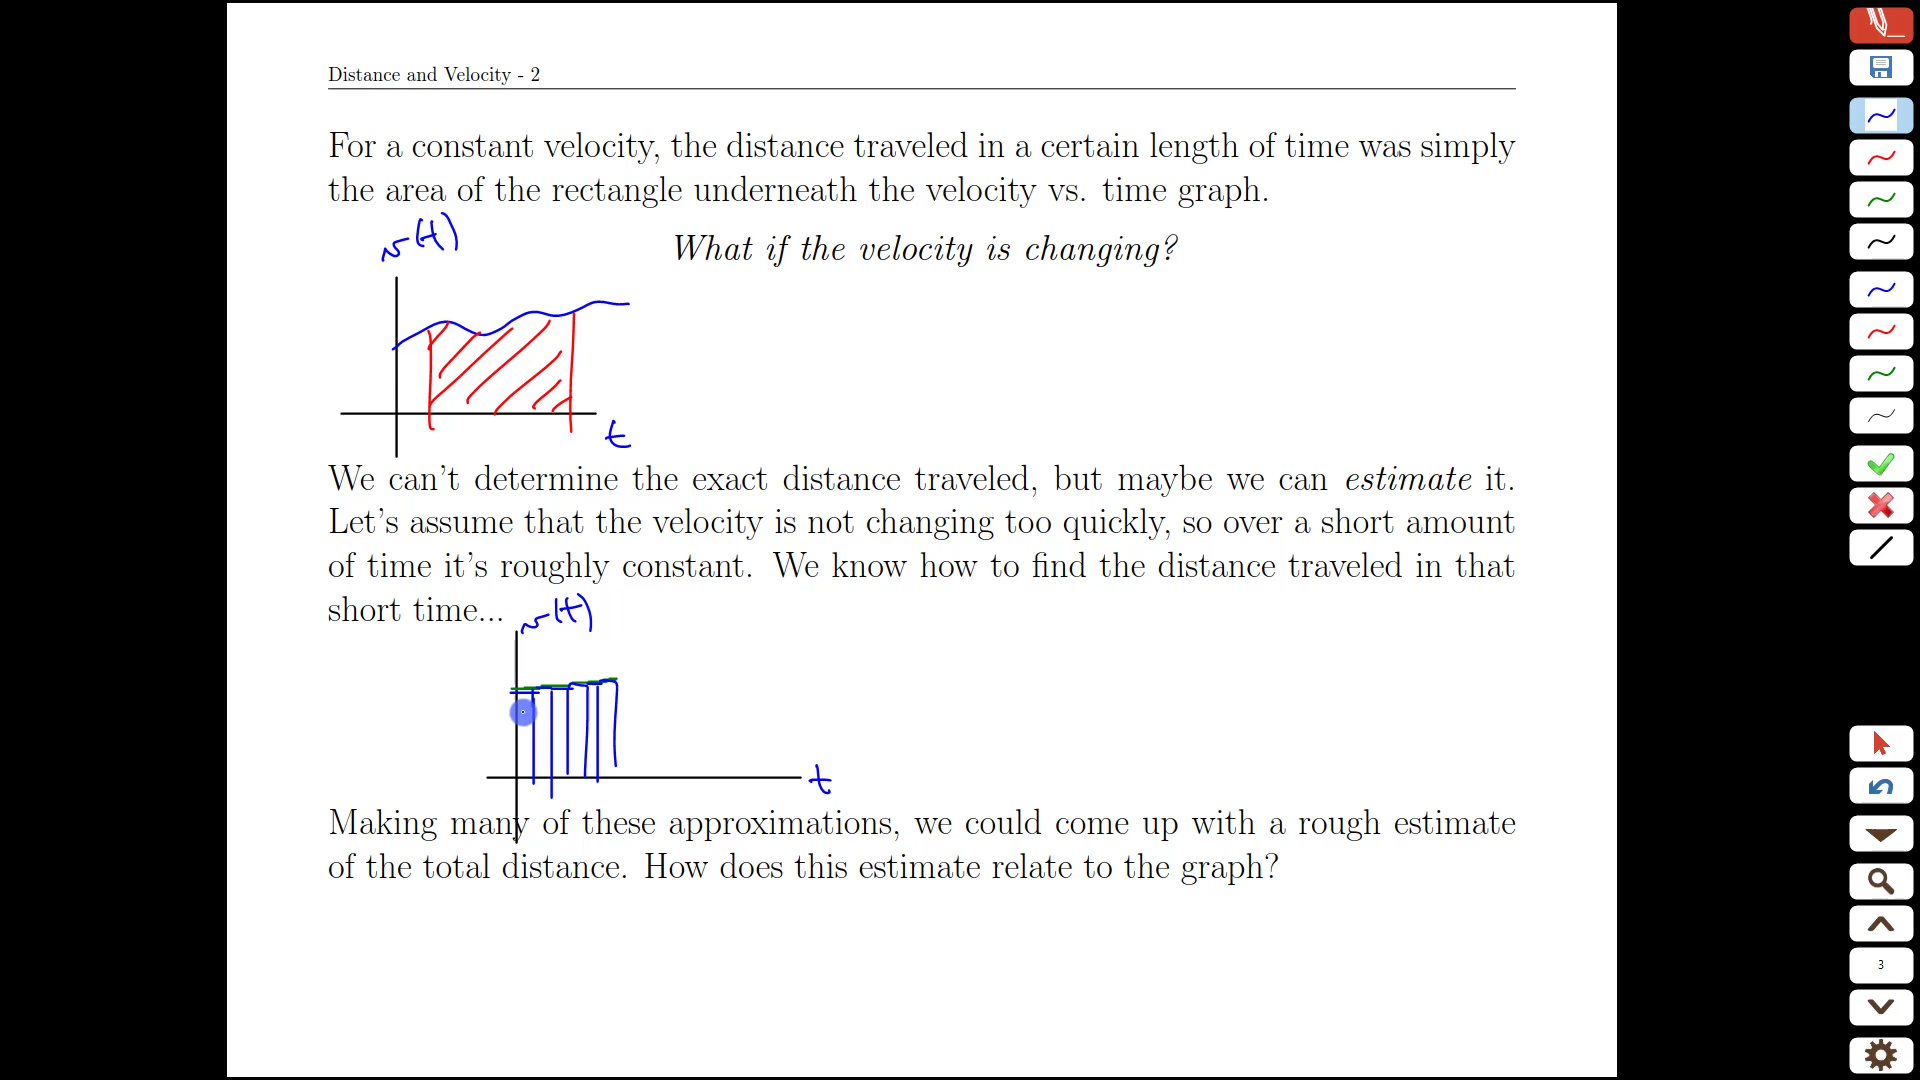 Distance and Velocity - 2
For a constant velocity, the distance traveled in a certain length of time was simply
the area of the rectangle underneath the velocity vs. time graph.
v(t)
What if the velocity is changing?
t
We can't determine the exact distance traveled, but maybe we can estimate it.
Let's assume that the velocity is not changing too quickly, so over a short amount
of time it's roughly constant. We know how to find the distance traveled in that
short time...
v(t)
t
Making many of these approximations, we could come up with a rough estimate
of the total distance. How does this estimate relate to the graph?
3